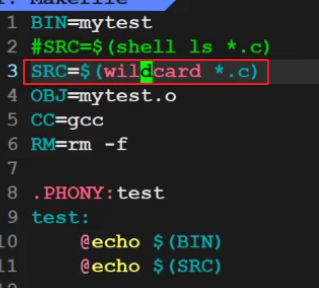 1 BIN=mytest
2 #SRC=$(shell ls *.c)
3 SRC=$(wildcard *.c)
4 OBJ=mytest.o
5 CC=gcc
6 RM=rm -f
7
8 .PHONY:test
9 test:
10     @echo $(BIN)
11     @echo $(SRC)